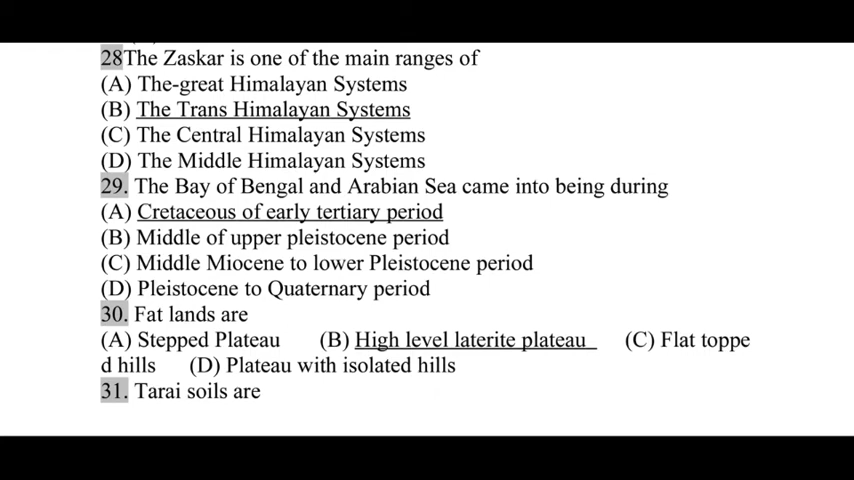 28The Zaskar is one of the main ranges of
(A) The-great Himalayan Systems
(B) The Trans Himalayan Systems
(C) The Central Himalayan Systems
(D) The Middle Himalayan Systems
29. The Bay of Bengal and Arabian Sea came into being during
(A) Cretaceous of early tertiary period
(B) Middle of upper pleistocene period
(C) Middle Miocene to lower Pleistocene period
(D) Pleistocene to Quaternary period
30. Fat lands are
(A) Stepped Plateau (B) High level laterite plateau (C) Flat toppe
d hills (D) Plateau with isolated hills
31. Tarai soils are